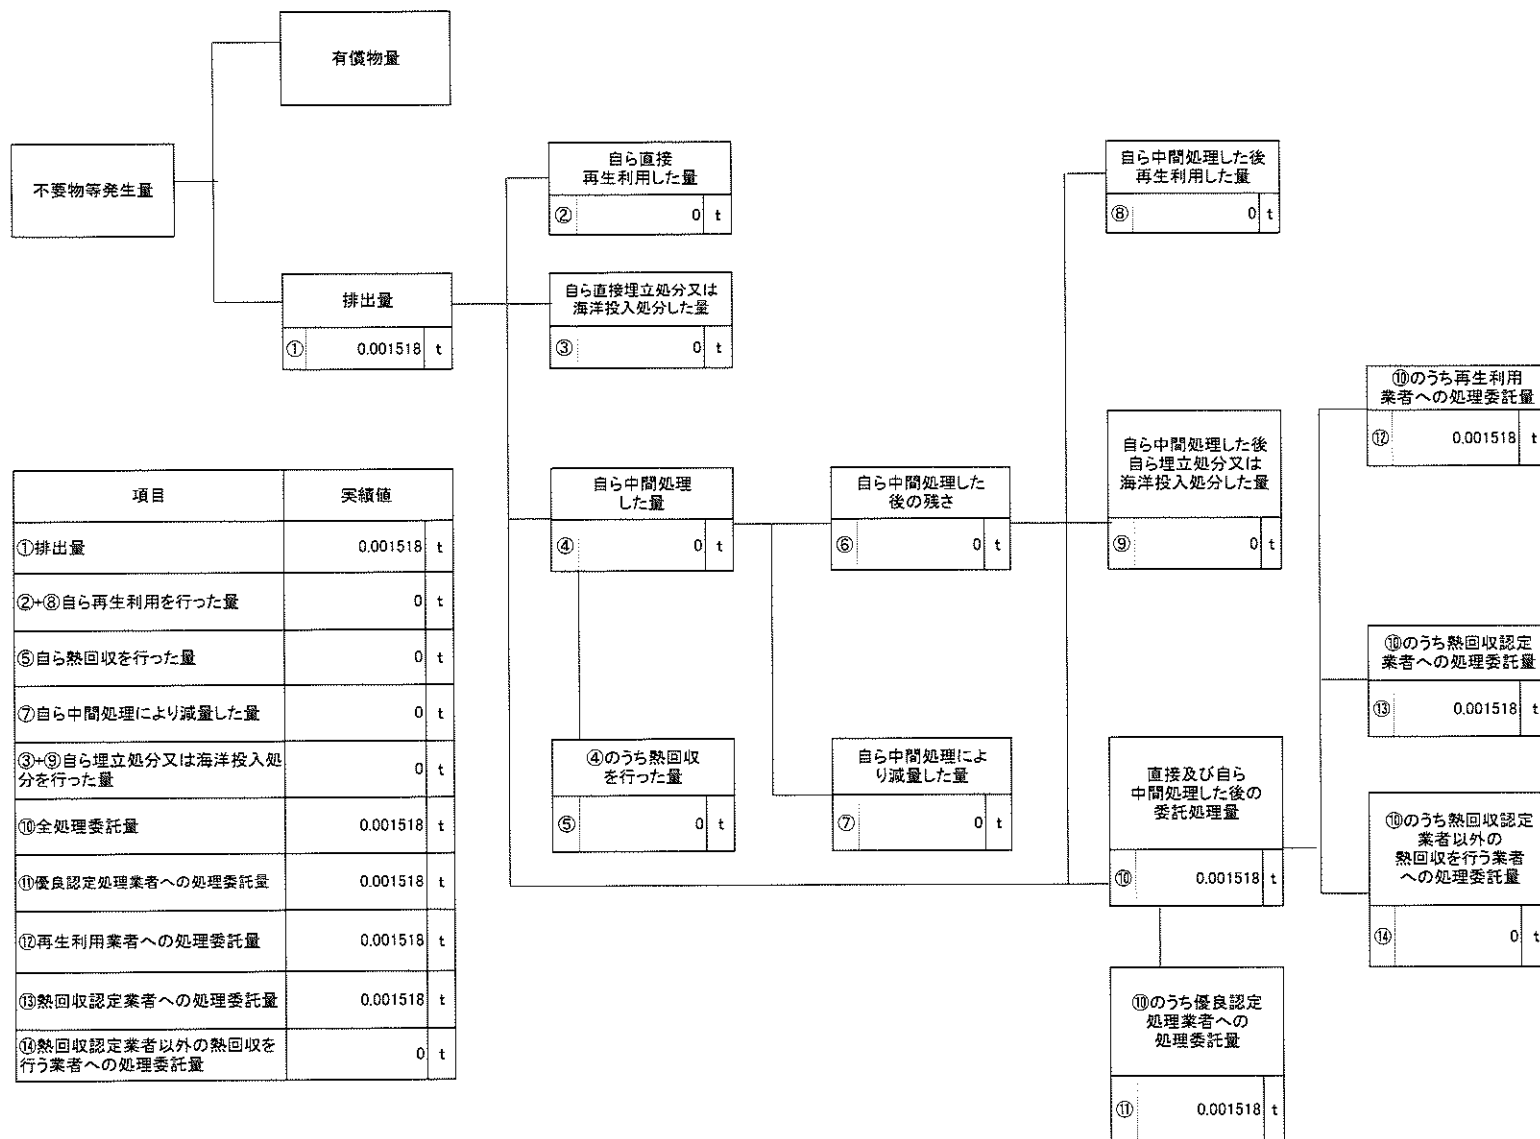 有償物量
不要物等発生量
排出量
① 0.001518 t
自ら直接
再生利用した量
② 0 t
自ら直接埋立処分又は
海洋投入処分した量
③ 0 t
自ら中間処理
した量
④ 0 t
④のうち熱回収
を行った量
⑤ 0 t
自ら中間処理した
後の残さ
⑥ 0 t
自ら中間処理によ
り減量した量
⑦ 0 t
自ら中間処理した後
再生利用した量
⑧ 0 t
自ら中間処理した後
自ら埋立処分又は
海洋投入処分した量
⑨ 0 t
直接及び自ら
中間処理した後の
委託処理量
⑩ 0.001518 t
⑩のうち優良認定
処理業者への
処理委託量
⑪ 0.001518 t
⑩のうち再生利用
業者への処理委託量
⑫ 0.001518 t
⑩のうち熱回収認定
業者への処理委託量
⑬ 0.001518 t
⑩のうち熱回収認定
業者以外の
熱回収を行う業者
への処理委託量
⑭ 0 t
項目 実績値
①排出量 0.001518 t
②+⑧自ら再生利用を行った量 0 t
⑤自ら熱回収を行った量 0 t
⑦自ら中間処理により減量した量 0 t
③+⑨自ら埋立処分又は海洋投入処
分を行った量 0 t
⑩全処理委託量 0.001518 t
⑪優良認定処理業者への処理委託量 0.001518 t
⑫再生利用業者への処理委託量 0.001518 t
⑬熱回収認定業者への処理委託量 0.001518 t
⑭熱回収認定業者以外の熱回収を
行う業者への処理委託量 0 t